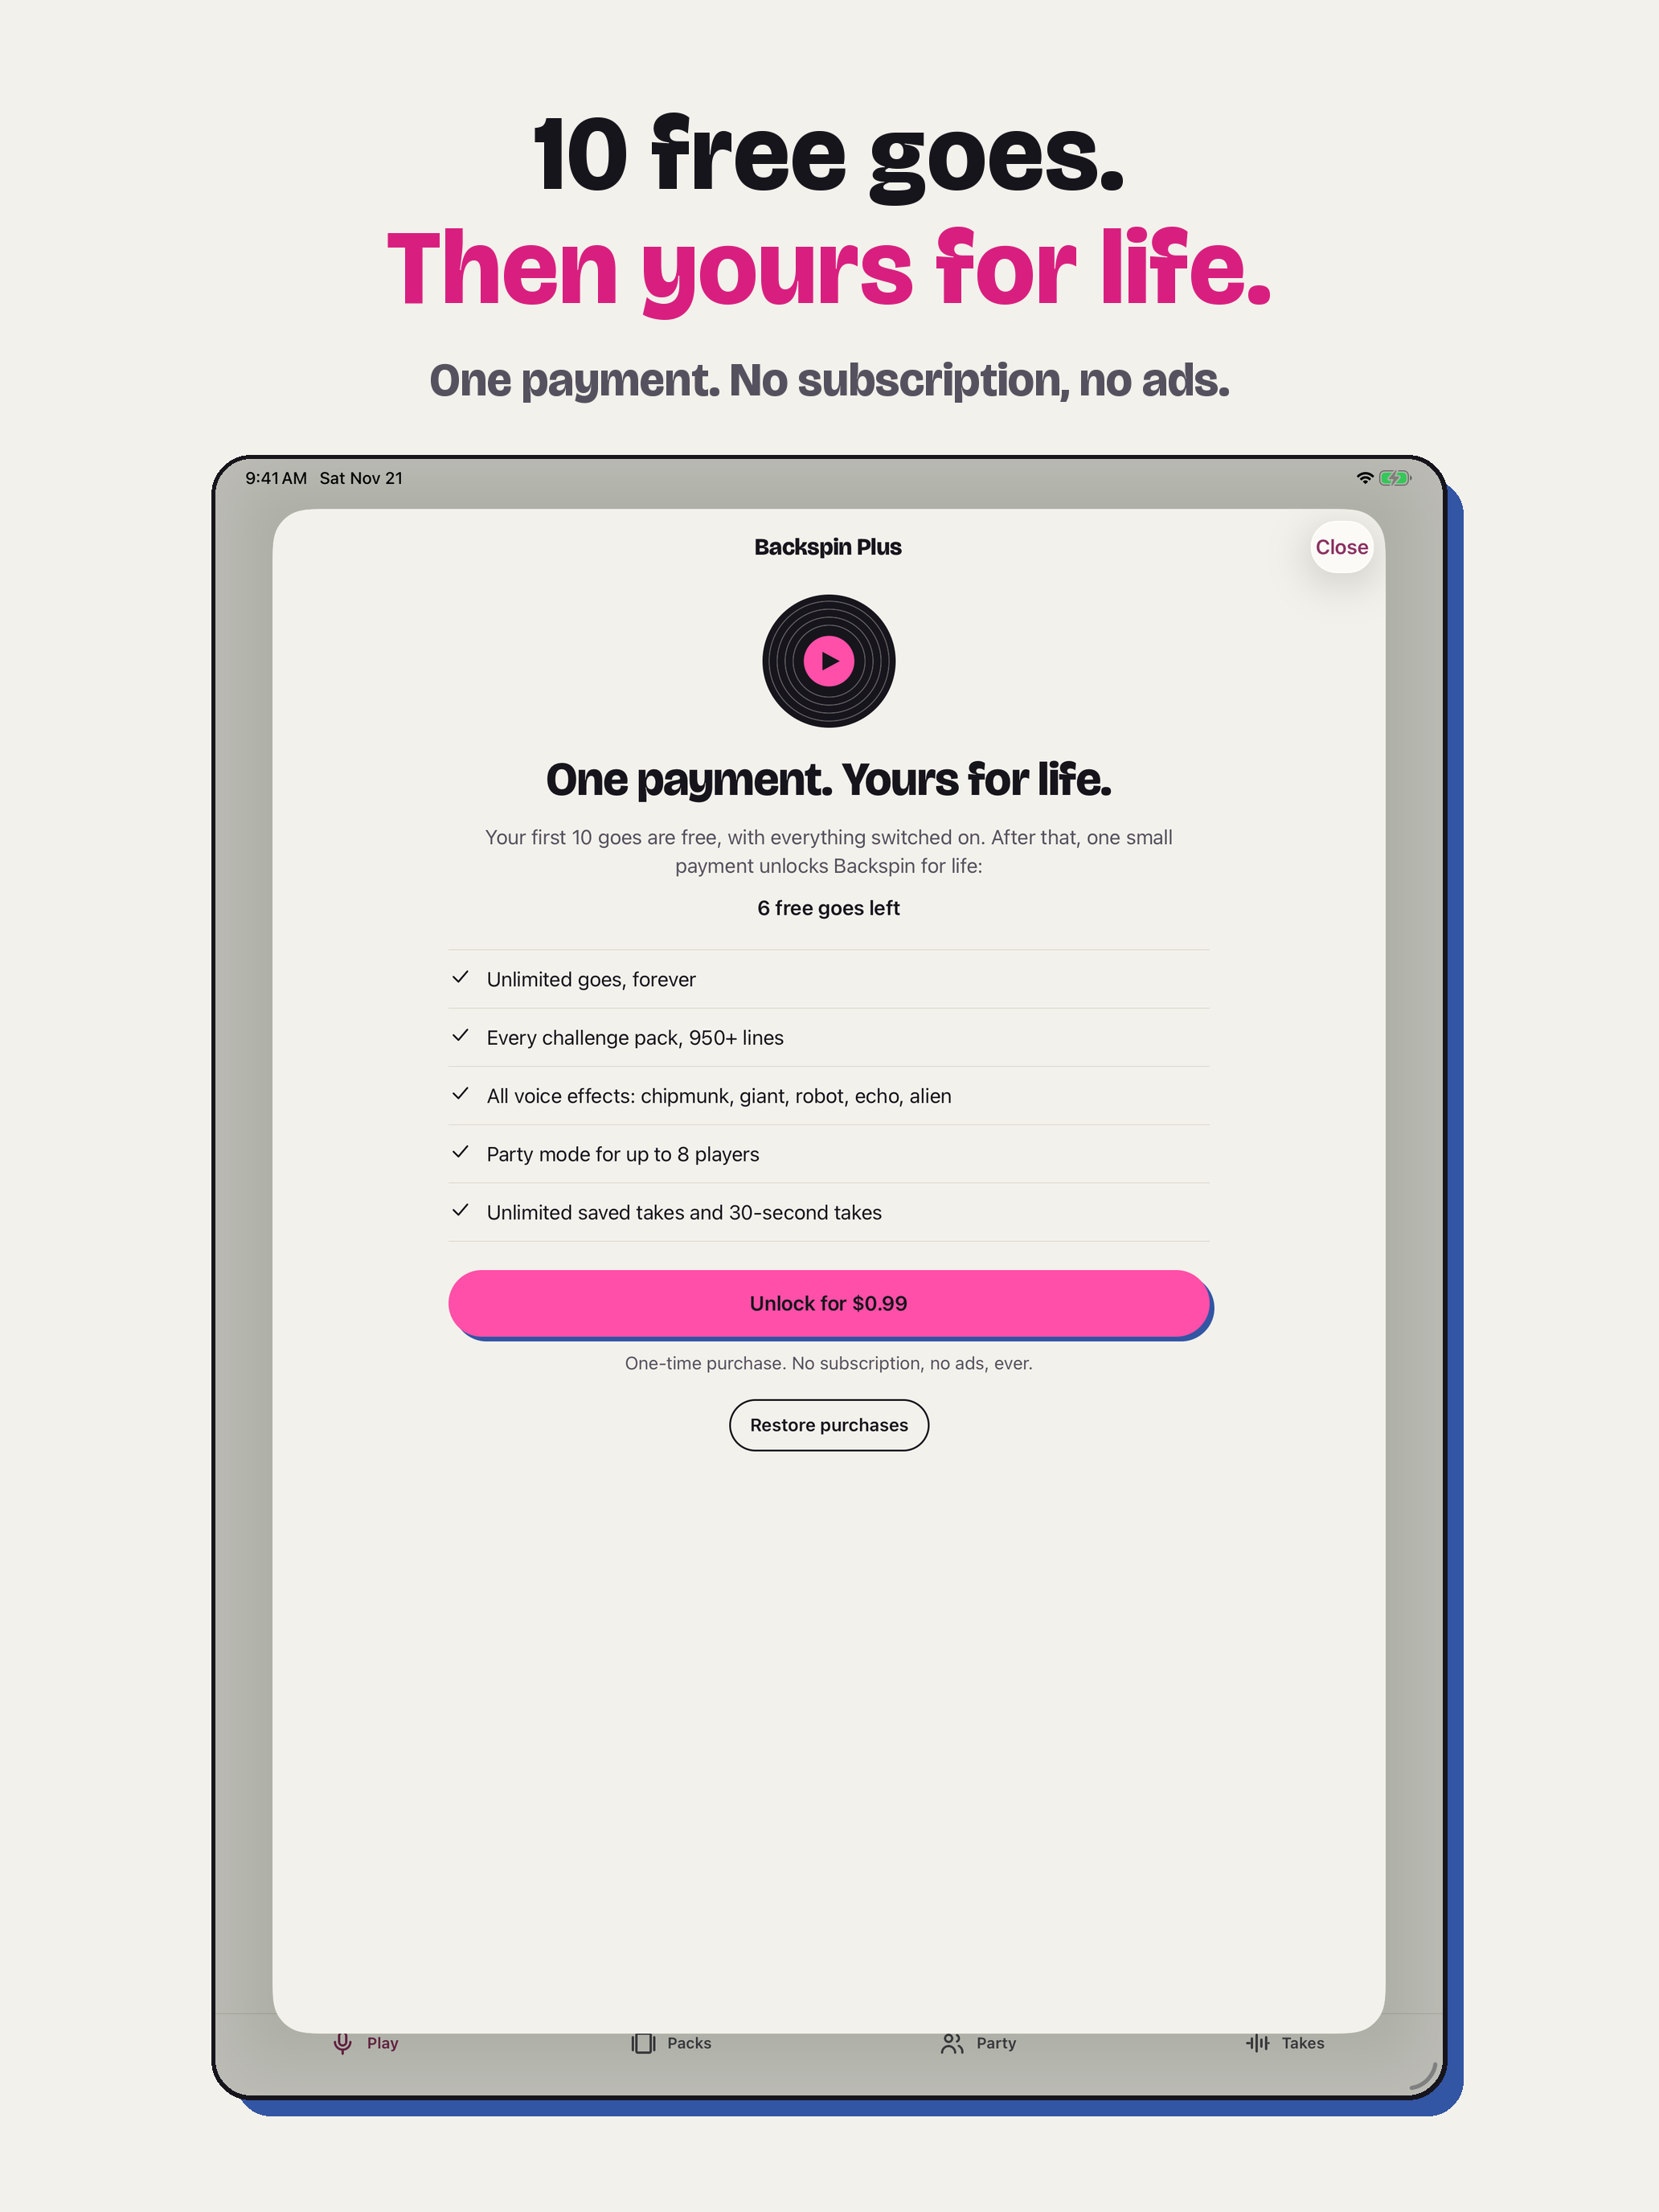 10 free goes.
Then yours for life.
One payment. No subscription, no ads.
9:41 AM Sat Nov 21
Backspin Plus
Close
One payment. Yours for life.
Your first 10 goes are free, with everything switched on. After that, one small
payment unlocks Backspin for life:
6 free goes left
Unlimited goes, forever
Every challenge pack, 950+ lines
All voice effects: chipmunk, giant, robot, echo, alien
Party mode for up to 8 players
Unlimited saved takes and 30-second takes
Unlock for $0.99
One-time purchase. No subscription, no ads, ever.
Restore purchases
Play Packs Party Takes